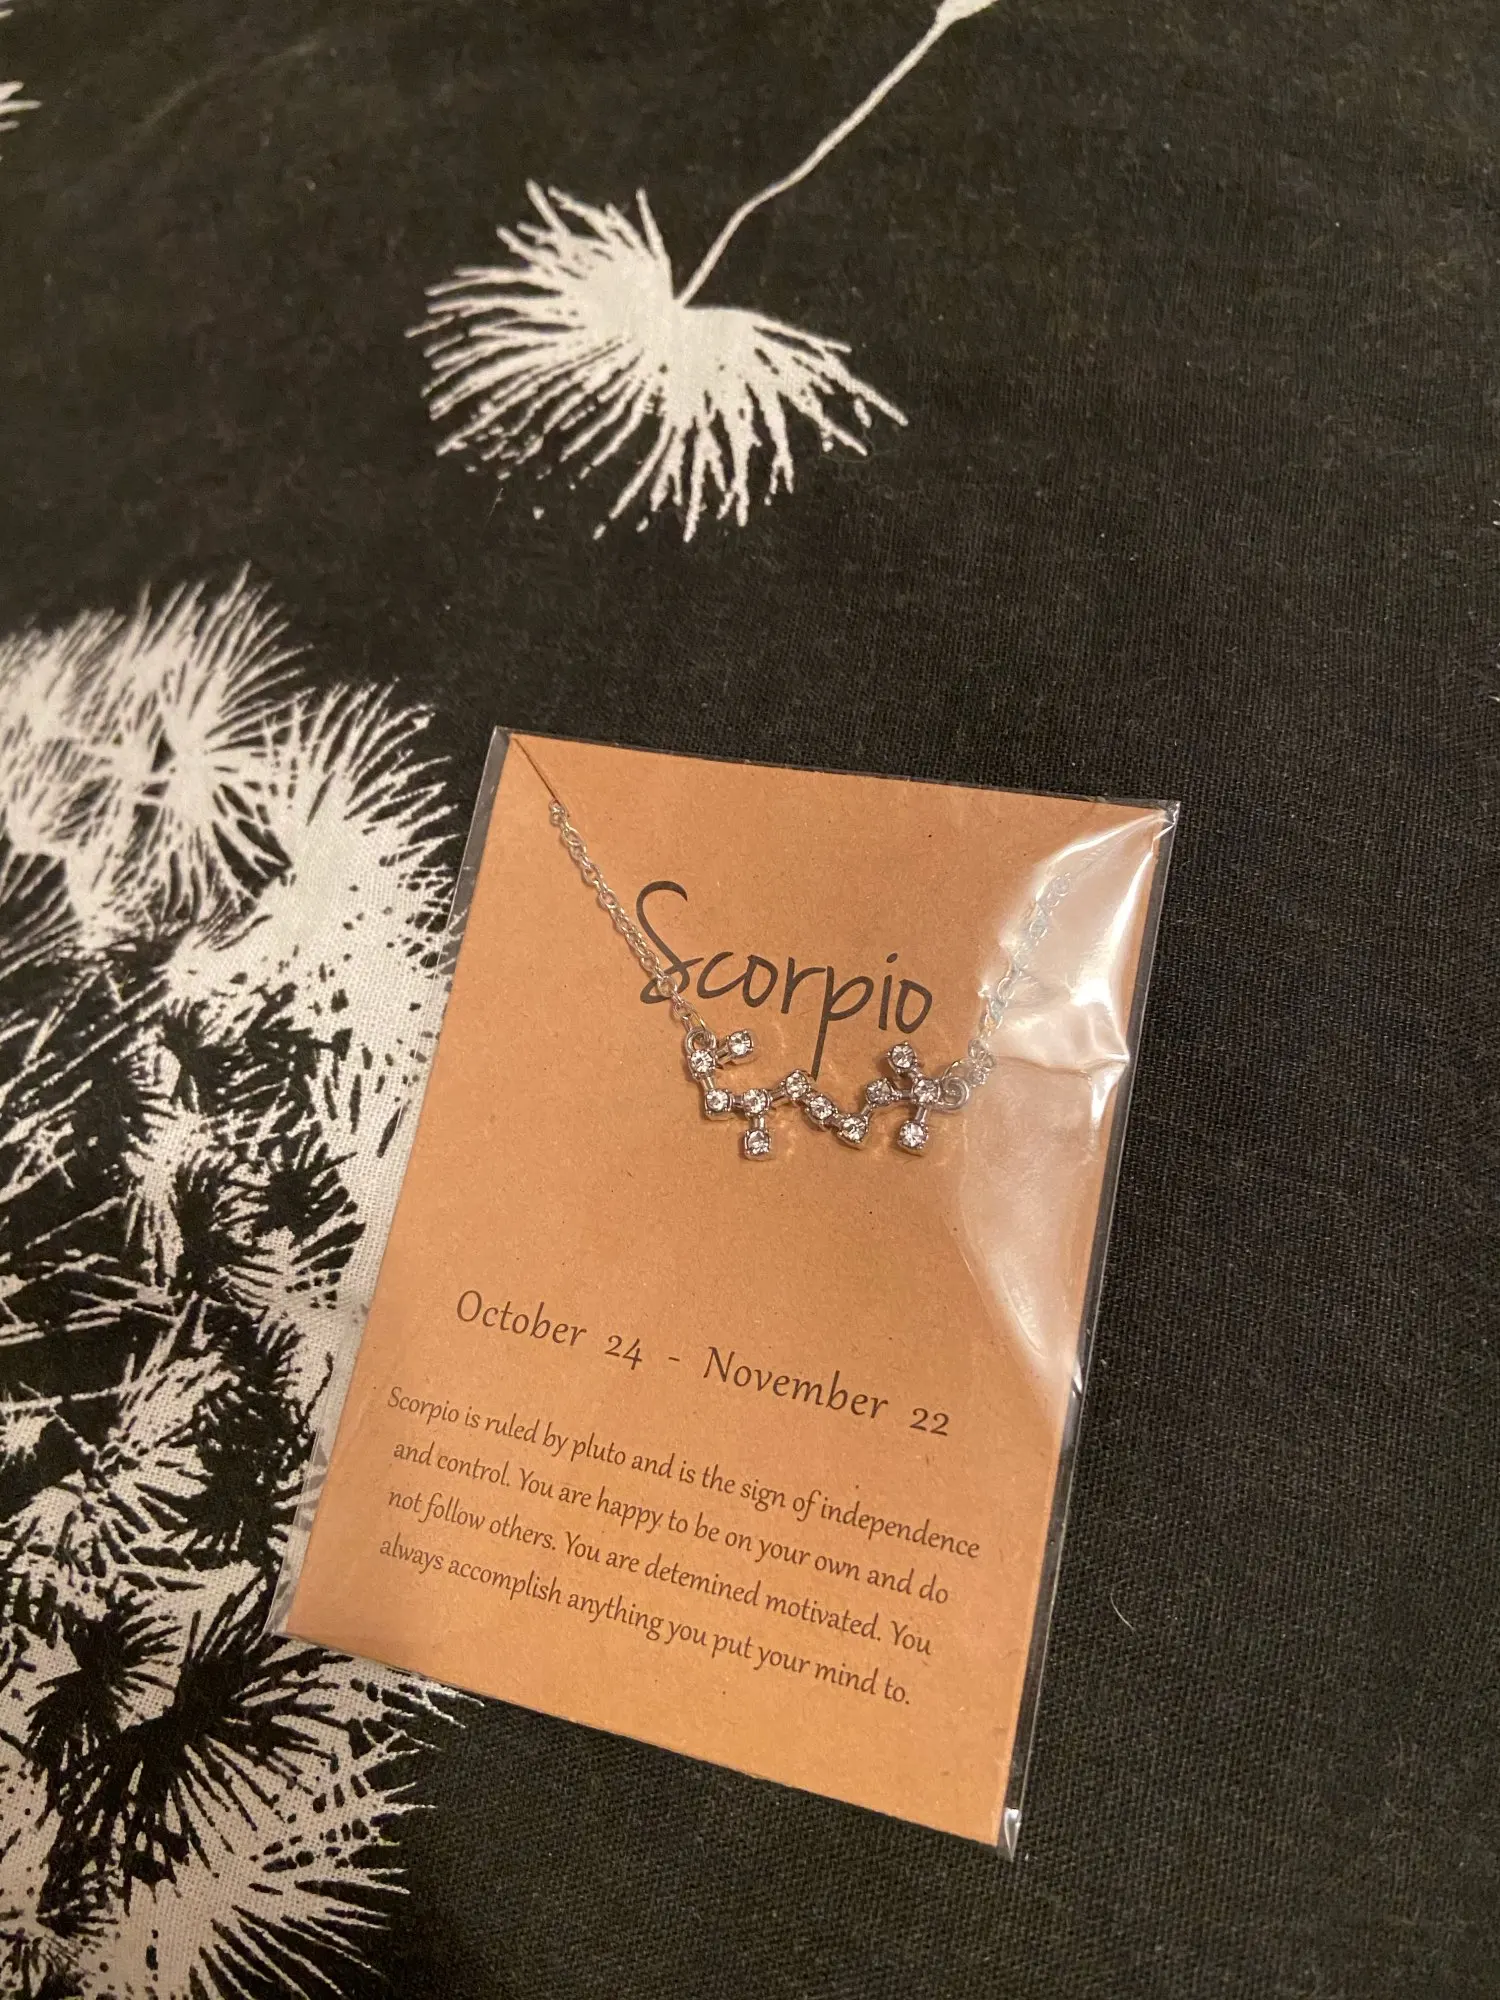 Scorpio
October 24 - November 22
Scorpio is ruled by pluto and is the sign of independence
and control. You are happy to be on your own and do
not follow others. You are detemined motivated. You
always accomplish anything you put your mind to.